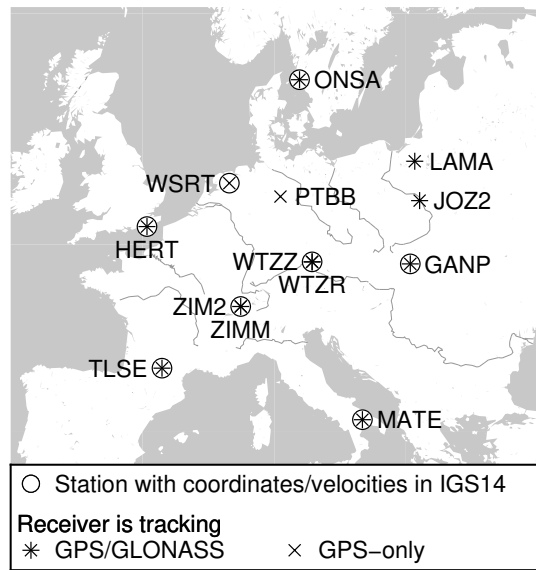 ONSA
LAMA
WSRT
PTBB
JOZ2
HERT
WTZZ
GANP
WTZR
ZIM2
ZIMM
TLSE
MATE
Station with coordinates/velocities in IGS14
Receiver is tracking
GPS/GLONASS
GPS−only